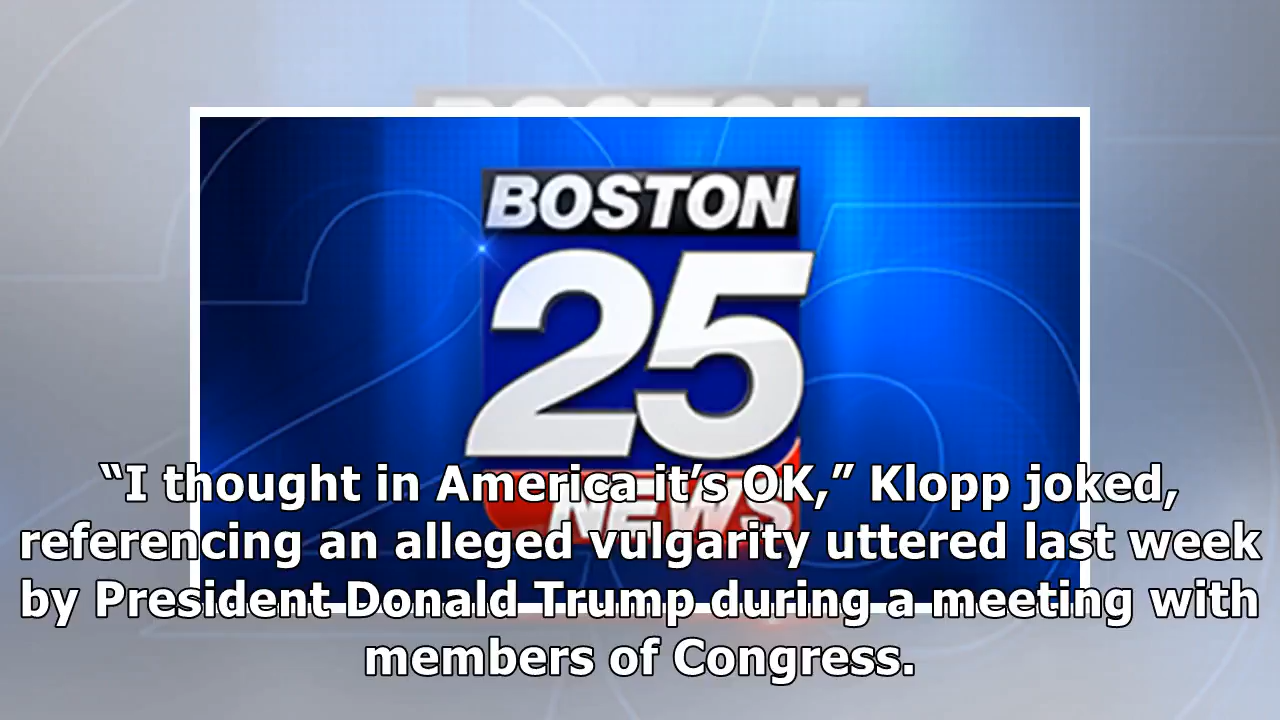 BOSTON
BOSTON
25
NEWS
“I thought in America it’s OK,” Klopp joked,
referencing an alleged vulgarity uttered last week
by President Donald Trump during a meeting with
members of Congress.